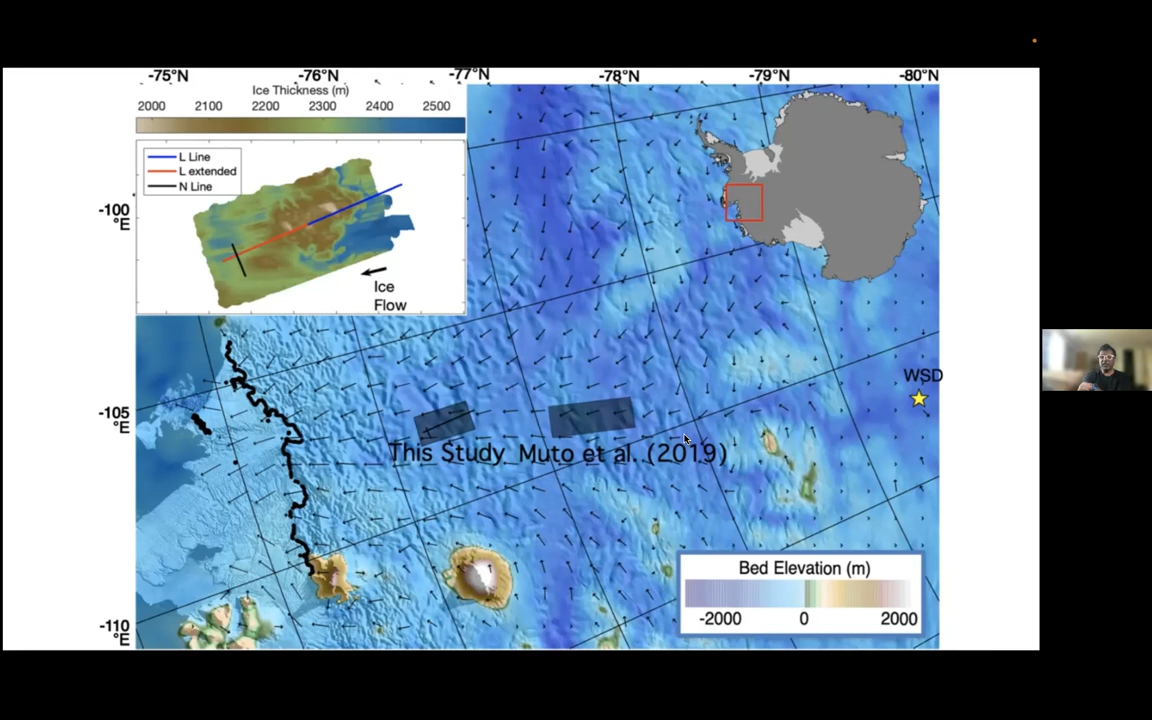 -75°N -76°N -77°N -78°N -79°N -80°N
Ice Thickness (m)
2000 2100 2200 2300 2400 2500
L Line
L extended
N Line
Ice
Flow
-100
°E
WSD
-105
°E
This Study Muto et al. (2019)
Bed Elevation (m)
-2000 0 2000
-110
°E